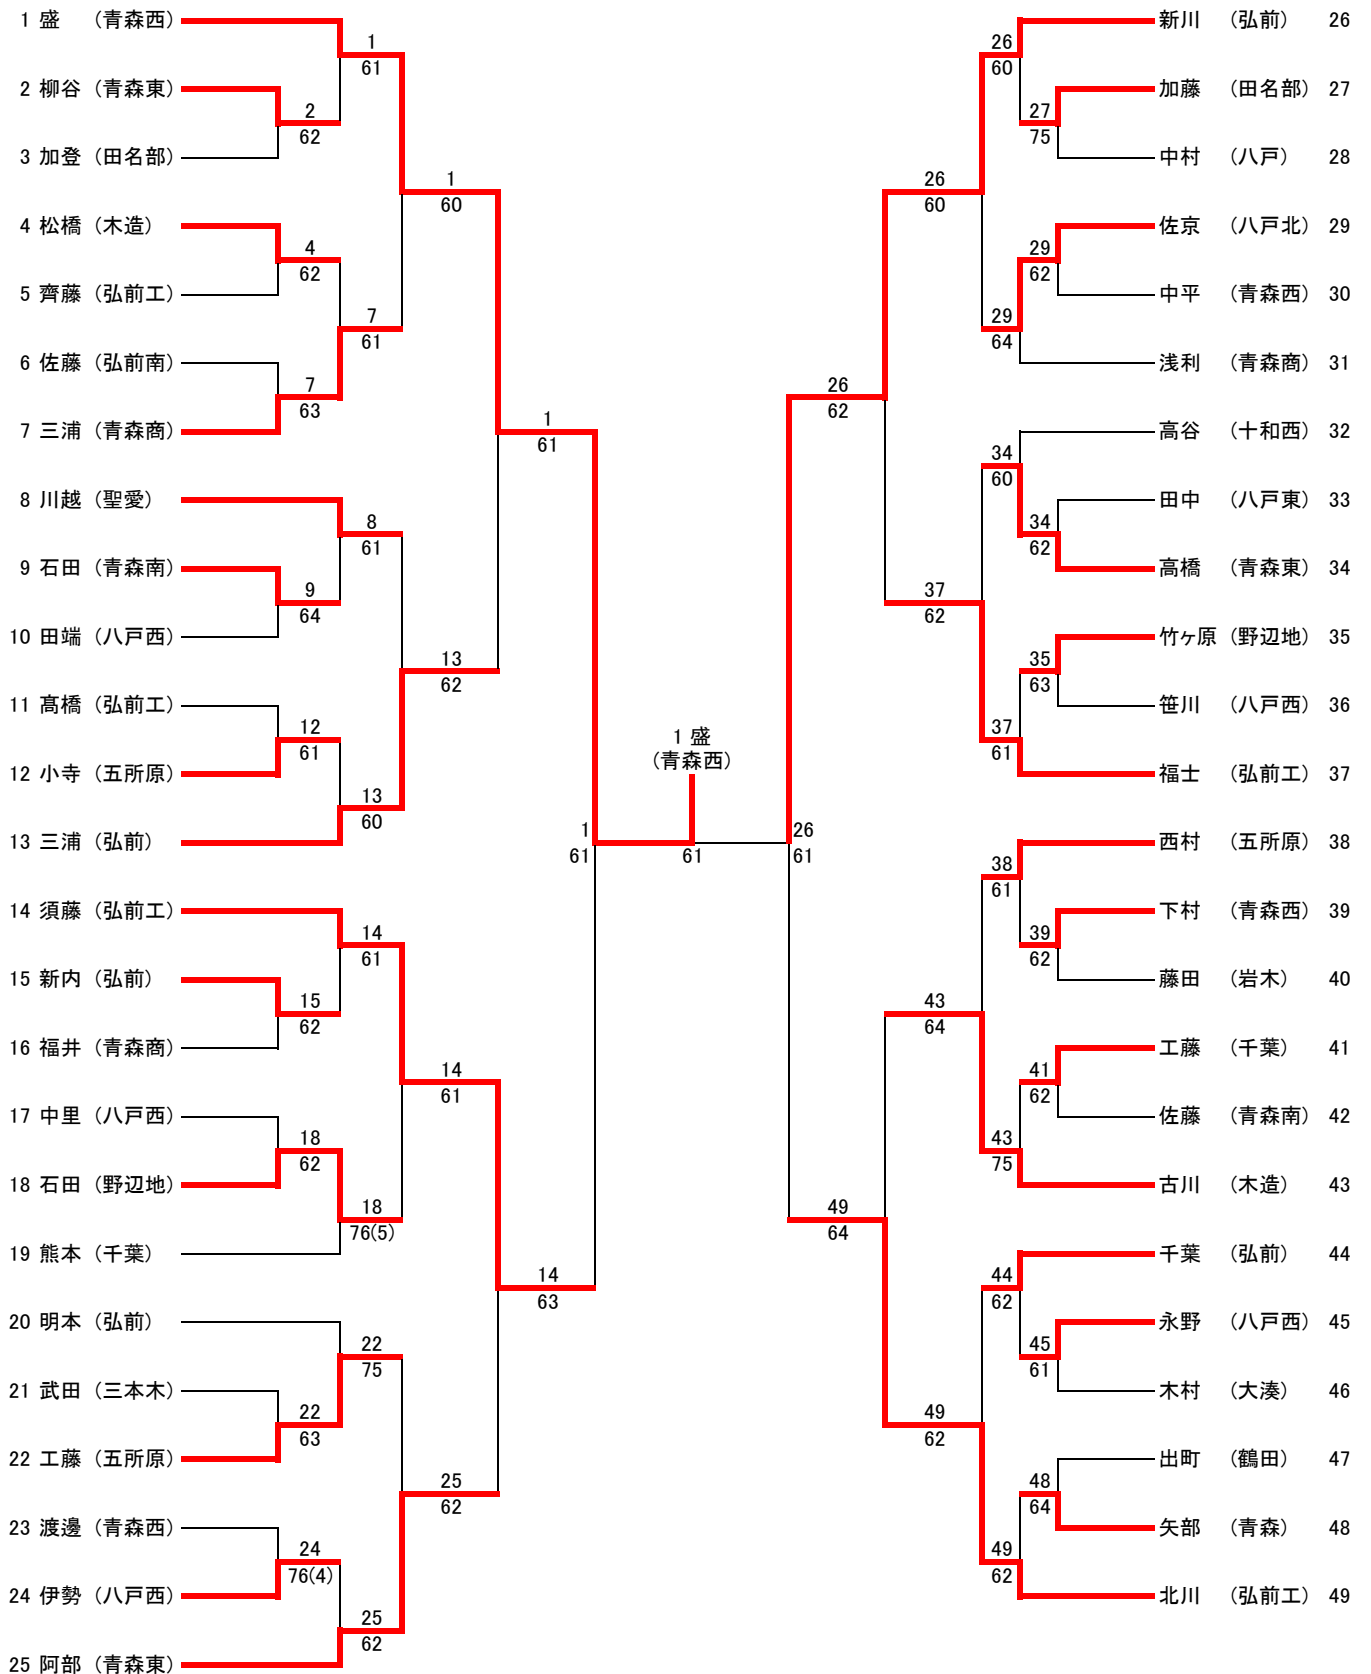 1 盛 （青森西）
2 柳谷（青森東）
3 加登（田名部）
4 松橋（木造）
5 齊藤（弘前工）
6 佐藤（弘前南）
7 三浦（青森商）
8 川越（聖愛）
9 石田（青森南）
10 田端（八戸西）
11 髙橋（弘前工）
12 小寺（五所原）
13 三浦（弘前）
14 須藤（弘前工）
15 新内（弘前）
16 福井（青森商）
17 中里（八戸西）
18 石田（野辺地）
19 熊本（千葉）
20 明本（弘前）
21 武田（三本木）
22 工藤（五所原）
23 渡邊（青森西）
24 伊勢（八戸西）
25 阿部（青森東）
2
62
4
62
7
63
9
64
12
61
15
62
18
62
22
63
24
76(4)
1
61
7
61
8
61
13
60
14
61
18
76(5)
22
75
25
62
1
60
13
62
14
61
25
62
1
61
14
63
1
61
1 盛
（青森西）
61
26
61
26
62
49
64
26
60
37
62
43
64
49
62
26
60
29
64
34
60
37
61
38
61
43
75
44
62
49
62
27
75
29
62
34
62
35
63
39
62
41
62
45
61
48
64
新川 （弘前） 26
加藤 （田名部） 27
中村 （八戸） 28
佐京 （八戸北） 29
中平 （青森西） 30
浅利 （青森商） 31
高谷 （十和西） 32
田中 （八戸東） 33
高橋 （青森東） 34
竹ヶ原（野辺地） 35
笹川 （八戸西） 36
福士 （弘前工） 37
西村 （五所原） 38
下村 （青森西） 39
藤田 （岩木） 40
工藤 （千葉） 41
佐藤 （青森南） 42
古川 （木造） 43
千葉 （弘前） 44
永野 （八戸西） 45
木村 （大湊） 46
出町 （鶴田） 47
矢部 （青森） 48
北川 （弘前工） 49